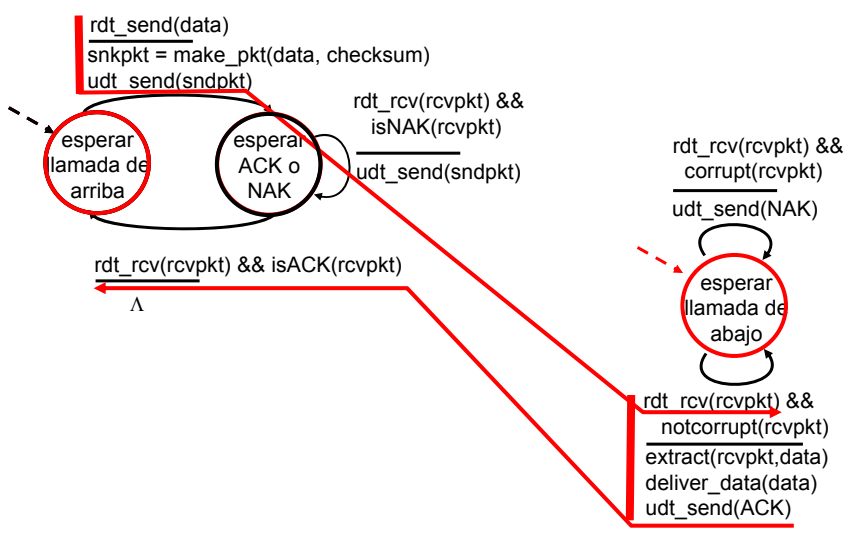 rdt_send(data)
snkpkt = make_pkt(data, checksum)
udt_send(sndpkt)
esperar
llamada de
arriba
esperar
ACK o
NAK
rdt_rcv(rcvpkt) &&
isNAK(rcvpkt)
udt_send(sndpkt)
rdt_rcv(rcvpkt) && isACK(rcvpkt)
Λ
rdt_rcv(rcvpkt) &&
corrupt(rcvpkt)
udt_send(NAK)
esperar
llamada de
abajo
rdt_rcv(rcvpkt) &&
notcorrupt(rcvpkt)
extract(rcvpkt,data)
deliver_data(data)
udt_send(ACK)